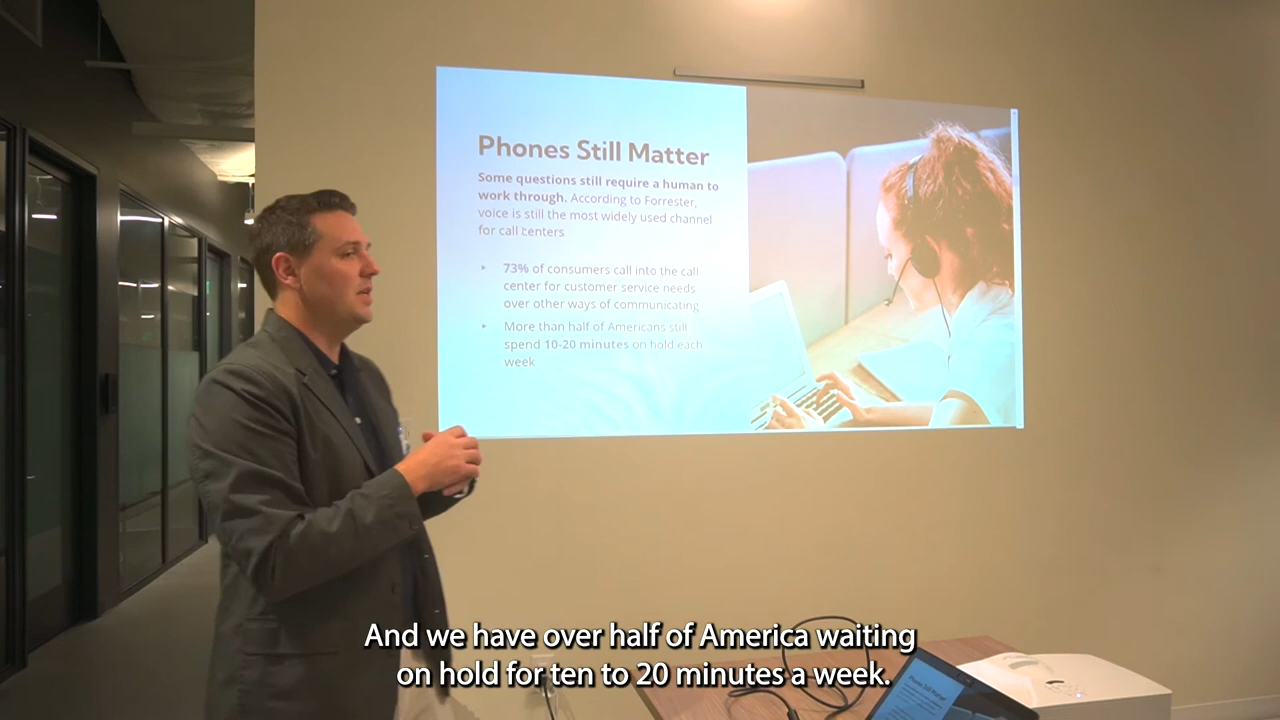 Phones Still Matter
Some questions still require a human to
work through. According to Forrester,
voice is still the most widely used channel
for call centers
73% of consumers call into the call
center for customer service needs
over other ways of communicating
More than half of Americans still
spend 10-20 minutes on hold each
week
And we have over half of America waiting
on hold for ten to 20 minutes a week.
Phones Still Matter